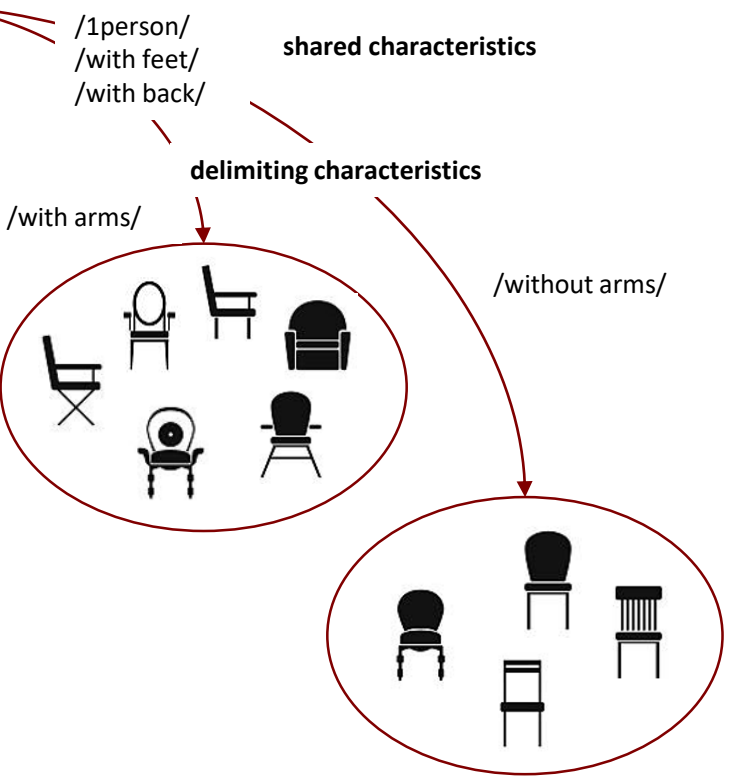 /1person/
/with feet/
/with back/
shared characteristics
delimiting characteristics
/with arms/
/without arms/